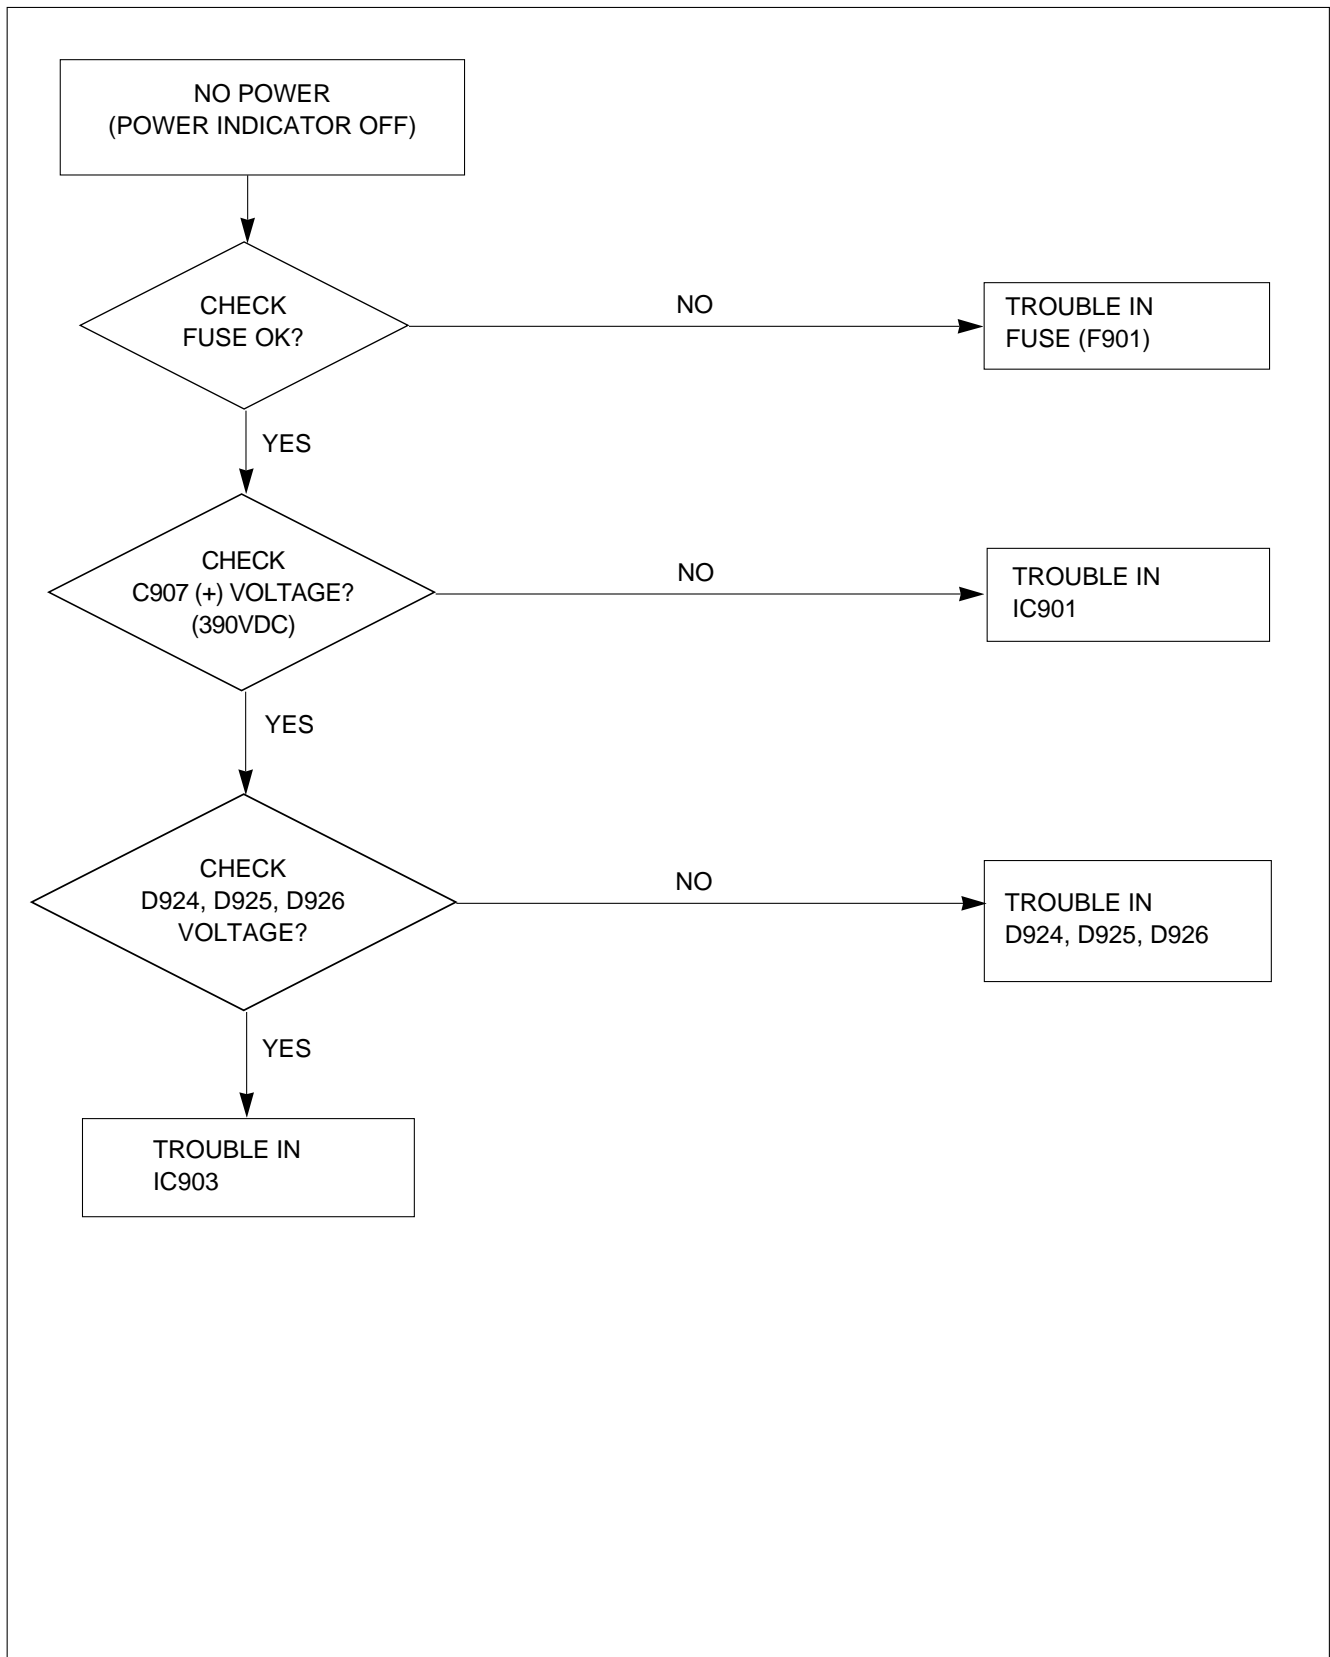 NO POWER
(POWER INDICATOR OFF)
CHECK
FUSE OK?
NO
TROUBLE IN
FUSE (F901)
YES
CHECK
C907 (+) VOLTAGE?
(390VDC)
NO
TROUBLE IN
IC901
YES
CHECK
D924, D925, D926
VOLTAGE?
NO
TROUBLE IN
D924, D925, D926
YES
TROUBLE IN
IC903